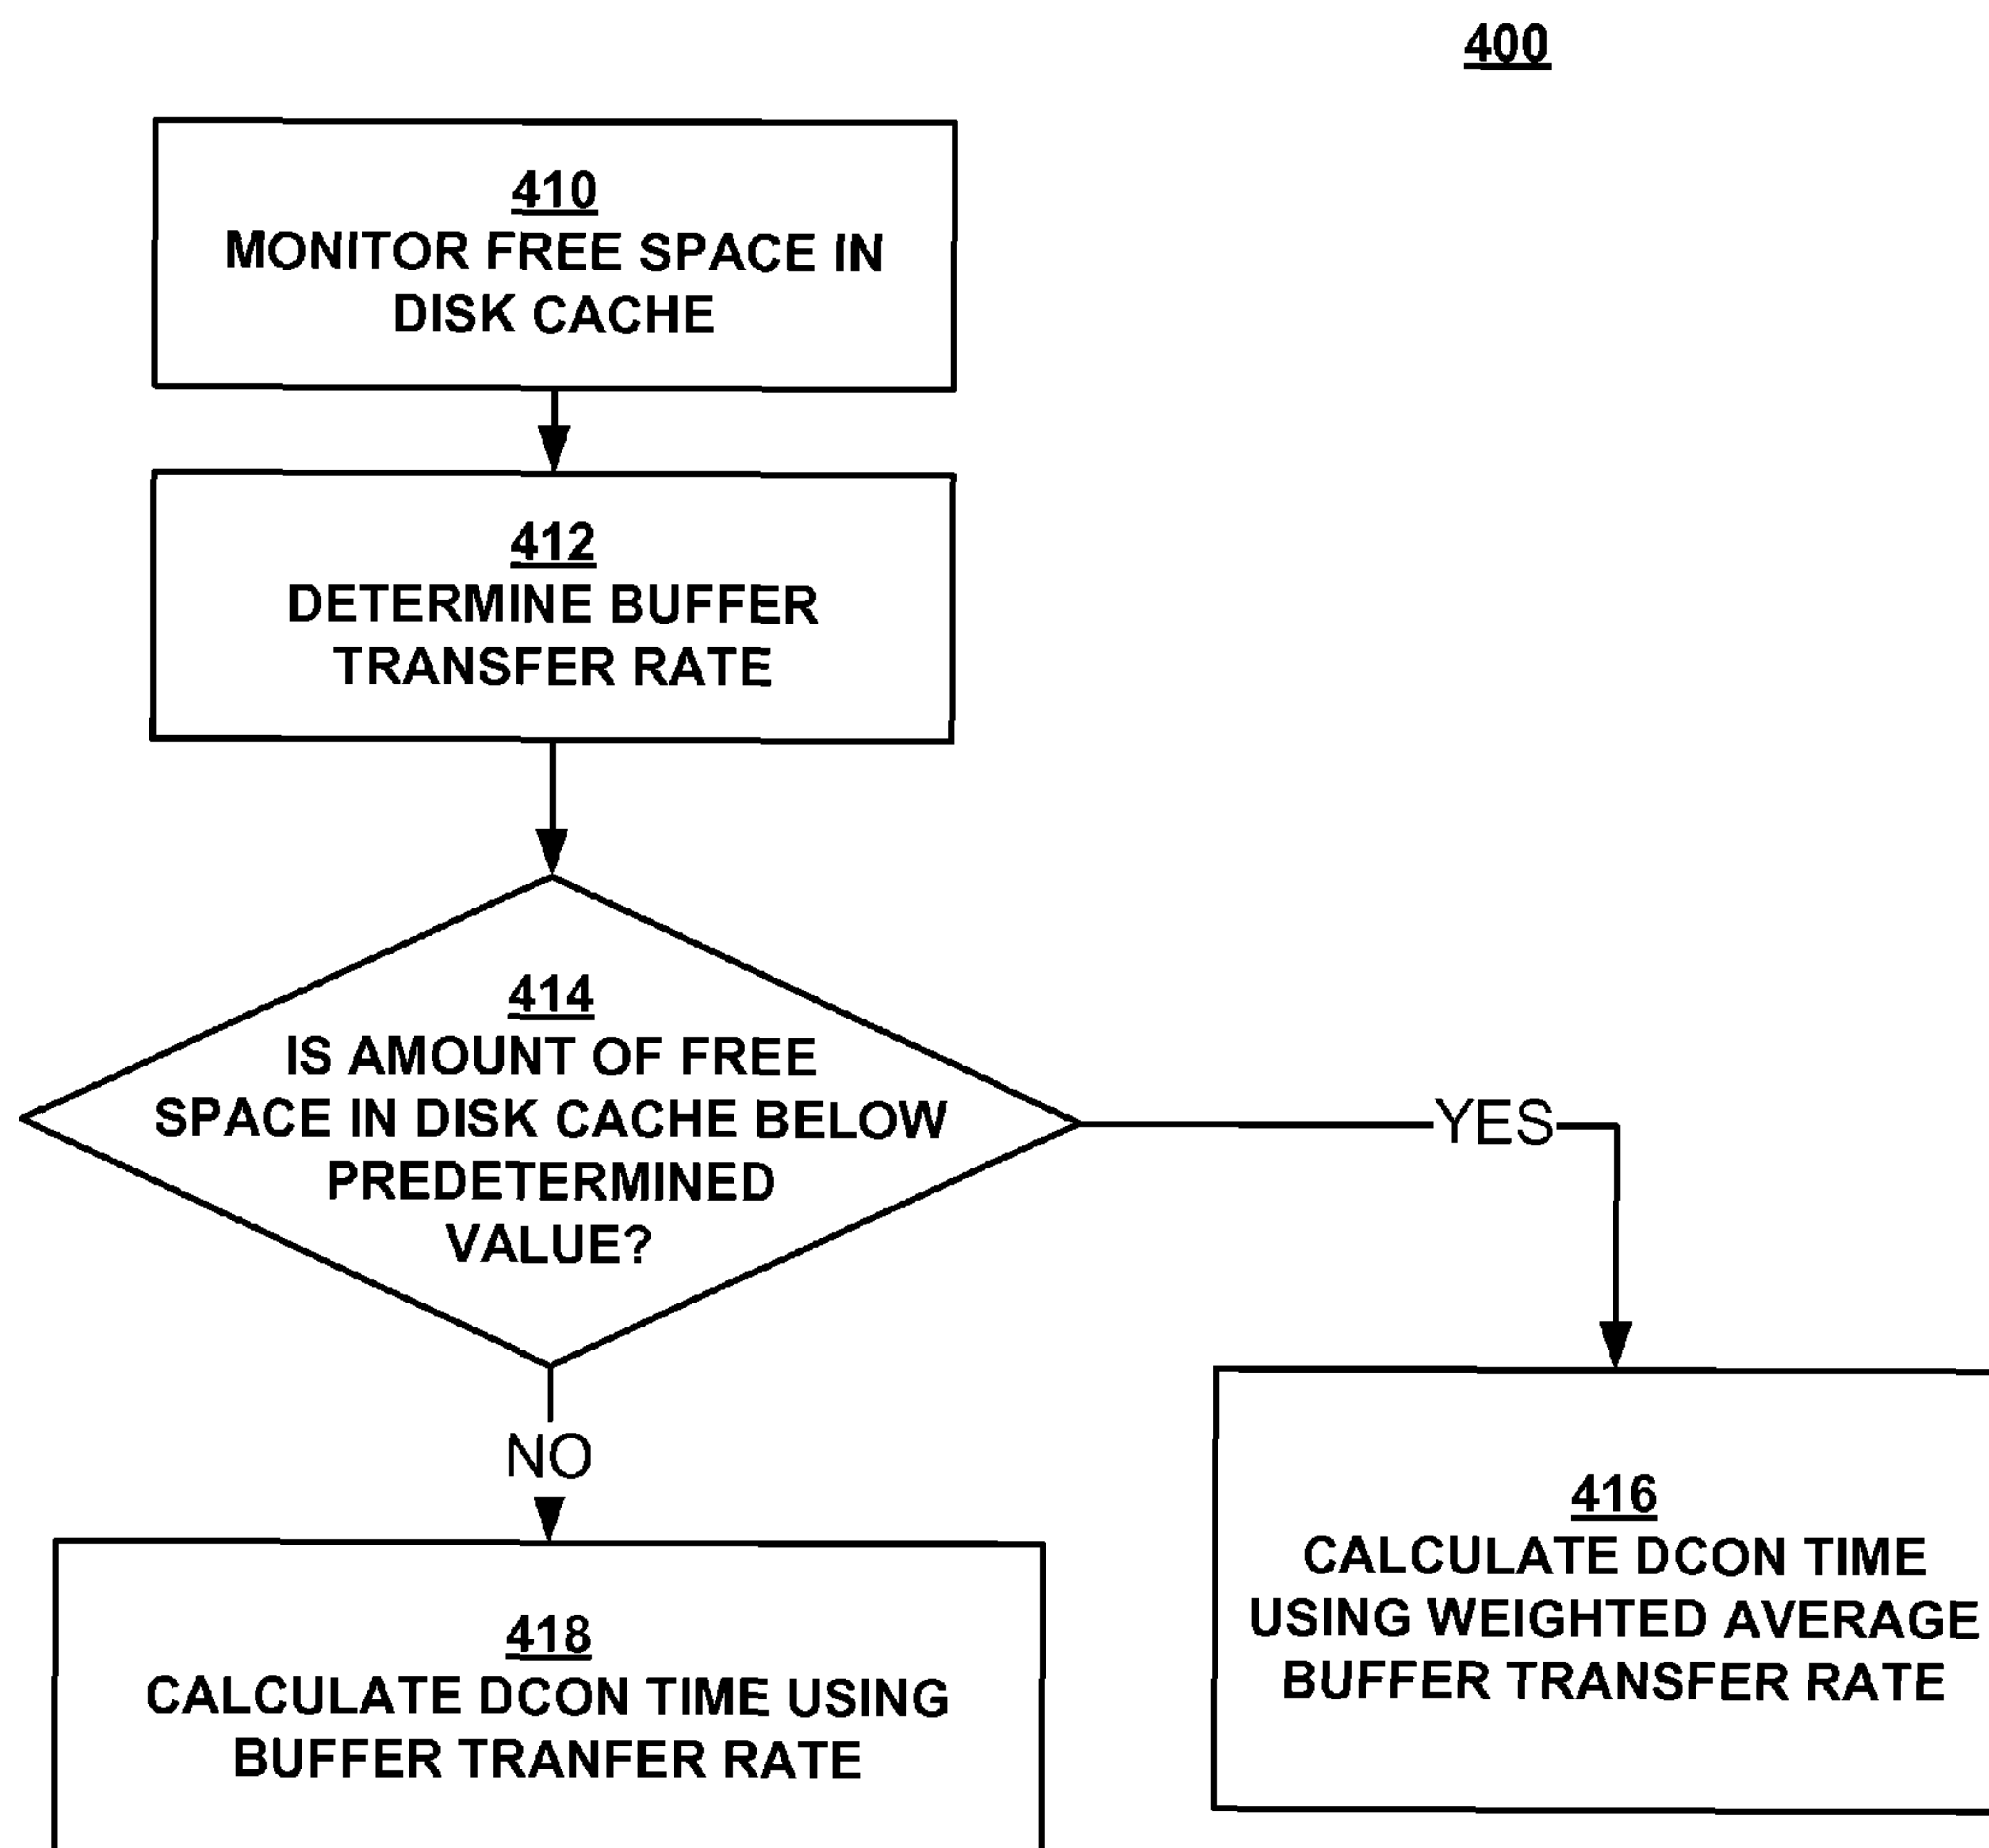 400
410
MONITOR FREE SPACE IN
DISK CACHE
412
DETERMINE BUFFER
TRANSFER RATE
414
IS AMOUNT OF FREE
SPACE IN DISK CACHE BELOW
PREDETERMINED
VALUE?
YES
NO
416
CALCULATE DCON TIME
USING WEIGHTED AVERAGE
BUFFER TRANSFER RATE
418
CALCULATE DCON TIME USING
BUFFER TRANFER RATE